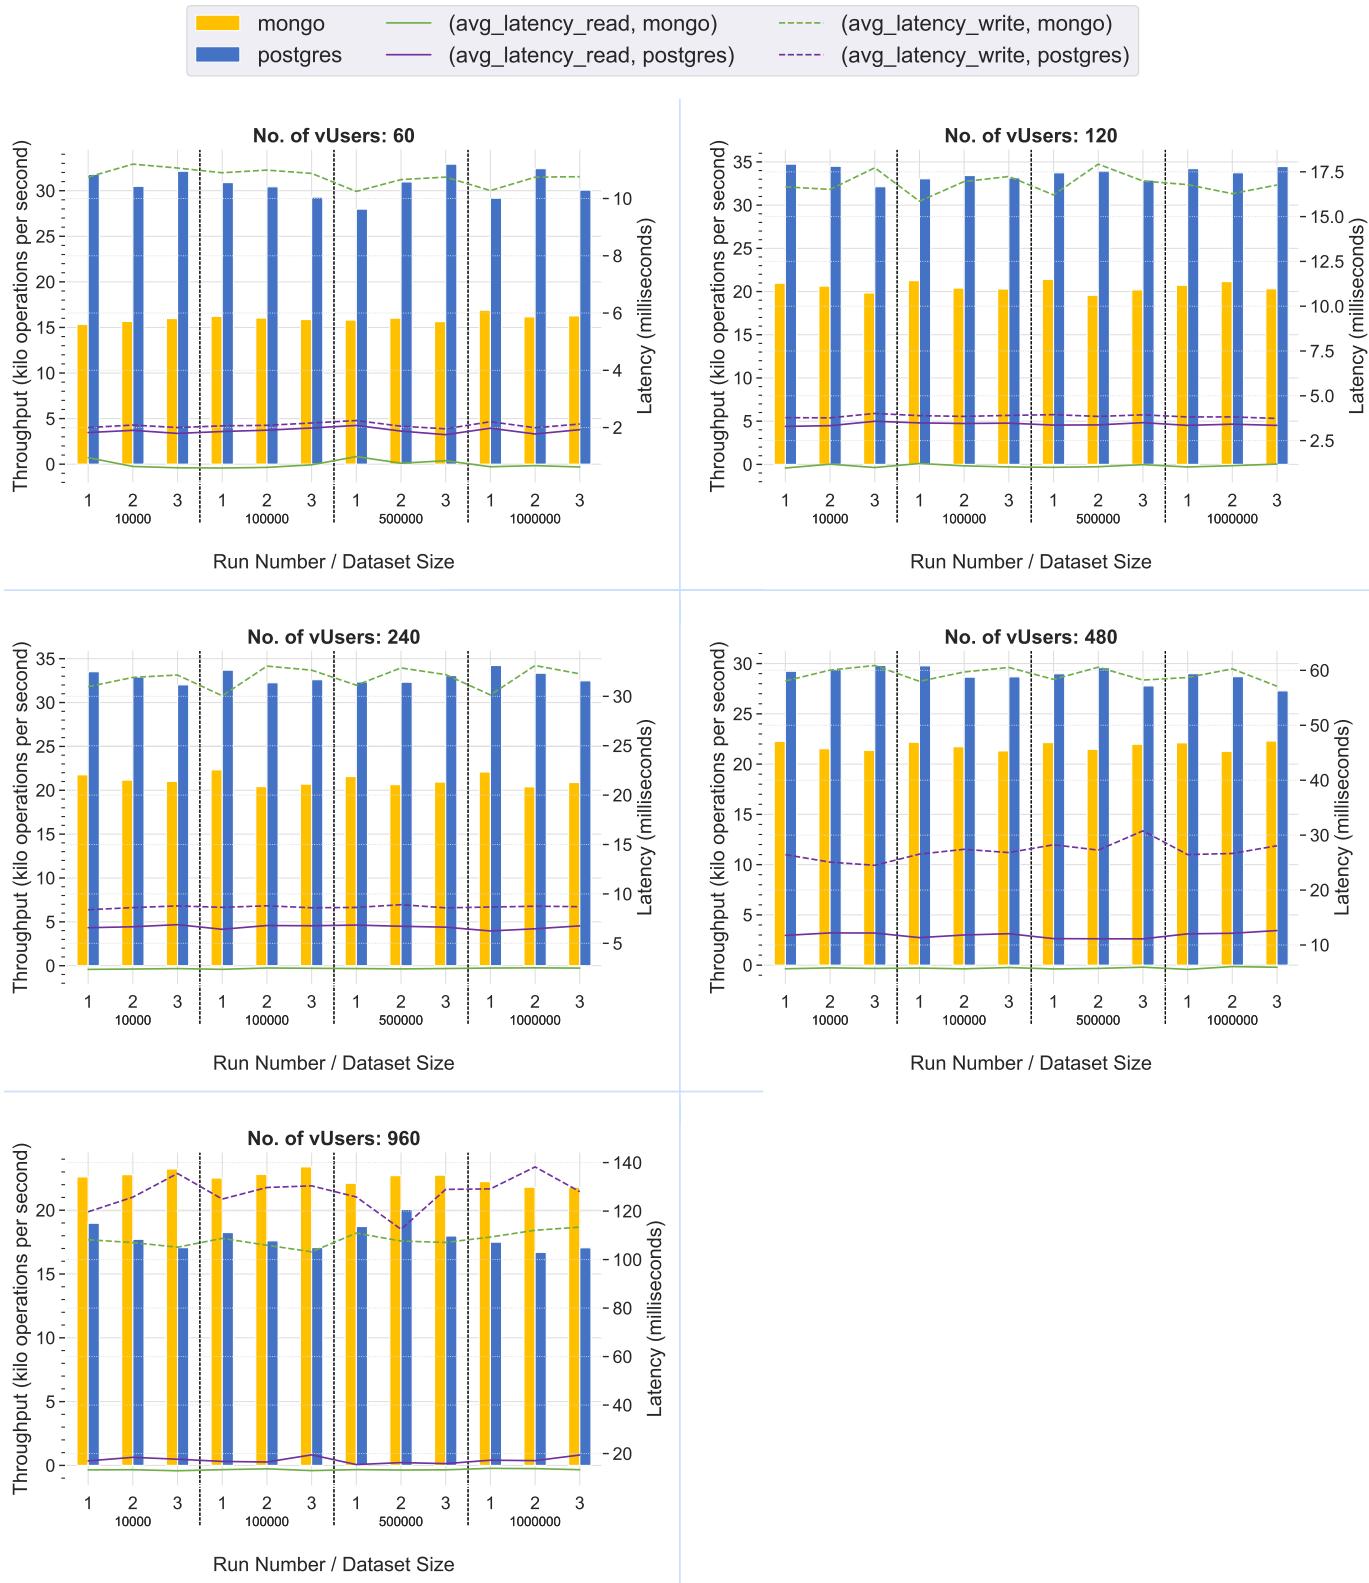 mongo (avg_latency_read, mongo) (avg_latency_write, mongo)
postgres (avg_latency_read, postgres) (avg_latency_write, postgres)
No. of vUsers: 60
Throughput (kilo operations per second)
30
25
20
15
10
5
0
10
8
6
4
2
Latency (milliseconds)
1 2 3 1 2 3 1 2 3 1 2 3
10000 100000 500000 1000000
Run Number / Dataset Size
No. of vUsers: 120
Throughput (kilo operations per second)
35
30
25
20
15
10
5
0
17.5
15.0
12.5
10.0
7.5
5.0
2.5
Latency (milliseconds)
1 2 3 1 2 3 1 2 3 1 2 3
10000 100000 500000 1000000
Run Number / Dataset Size
No. of vUsers: 240
Throughput (kilo operations per second)
35
30
25
20
15
10
5
0
30
25
20
15
10
5
Latency (milliseconds)
1 2 3 1 2 3 1 2 3 1 2 3
10000 100000 500000 1000000
Run Number / Dataset Size
No. of vUsers: 480
Throughput (kilo operations per second)
30
25
20
15
10
5
0
60
50
40
30
20
10
Latency (milliseconds)
1 2 3 1 2 3 1 2 3 1 2 3
10000 100000 500000 1000000
Run Number / Dataset Size
No. of vUsers: 960
Throughput (kilo operations per second)
20
15
10
5
0
140
120
100
80
60
40
20
Latency (milliseconds)
1 2 3 1 2 3 1 2 3 1 2 3
10000 100000 500000 1000000
Run Number / Dataset Size